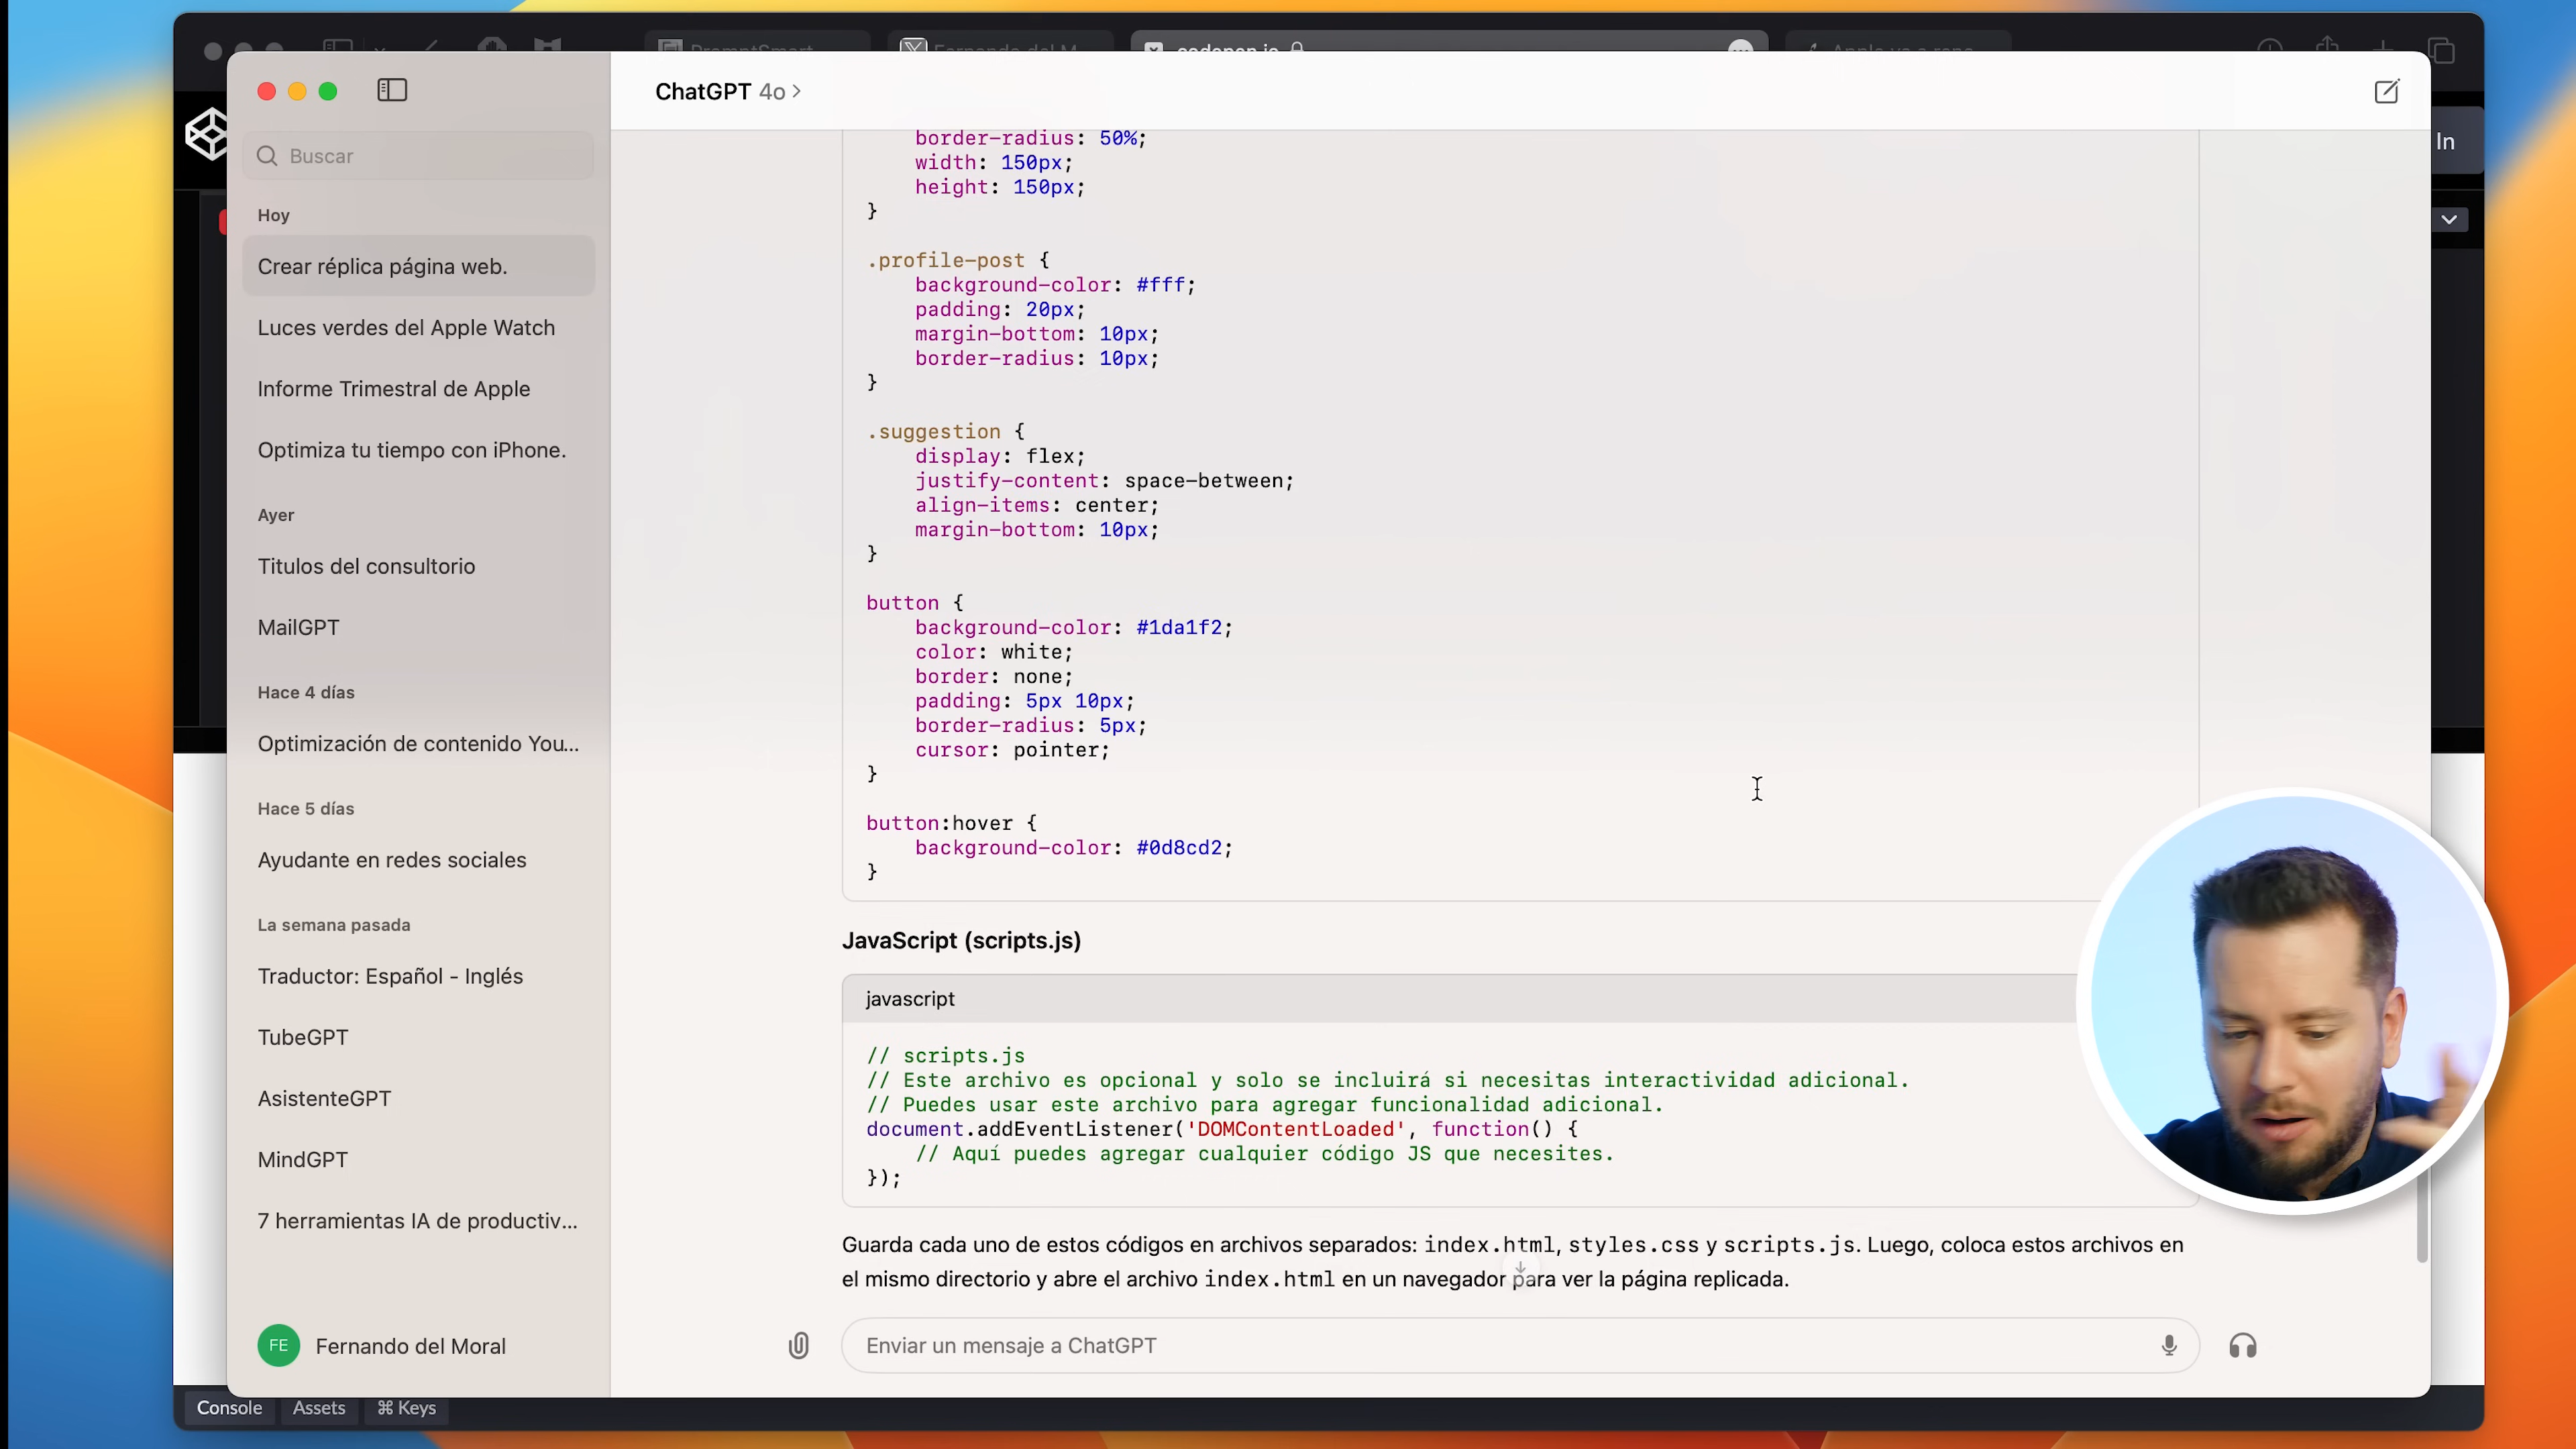 PromptSmart
Fernando del M
codepen.io
In
ChatGPT 4o >
Buscar
Hoy
Crear réplica página web.
Luces verdes del Apple Watch
Informe Trimestral de Apple
Optimiza tu tiempo con iPhone.
Ayer
Titulos del consultorio
MailGPT
Hace 4 días
Optimización de contenido You...
Hace 5 días
Ayudante en redes sociales
La semana pasada
Traductor: Español - Inglés
TubeGPT
AsistenteGPT
MindGPT
7 herramientas IA de productiv...
FE
Fernando del Moral
border-radius: 50%;
width: 150px;
height: 150px;
}
.profile-post {
background-color: #fff;
padding: 20px;
margin-bottom: 10px;
border-radius: 10px;
}
.suggestion {
display: flex;
justify-content: space-between;
align-items: center;
margin-bottom: 10px;
}
button {
background-color: #1da1f2;
color: white;
border: none;
padding: 5px 10px;
border-radius: 5px;
cursor: pointer;
}
button:hover {
background-color: #0d8cd2;
}
JavaScript (scripts.js)
javascript
// scripts.js
// Este archivo es opcional y solo se incluirá si necesitas interactividad adicional.
// Puedes usar este archivo para agregar funcionalidad adicional.
document.addEventListener('DOMContentLoaded', function() {
// Aquí puedes agregar cualquier código JS que necesites.
});
Guarda cada uno de estos códigos en archivos separados: index.html, styles.css y scripts.js. Luego, coloca estos archivos en
el mismo directorio y abre el archivo index.html en un navegador para ver la página replicada.
Enviar un mensaje a ChatGPT
Console
Assets
⌘ Keys